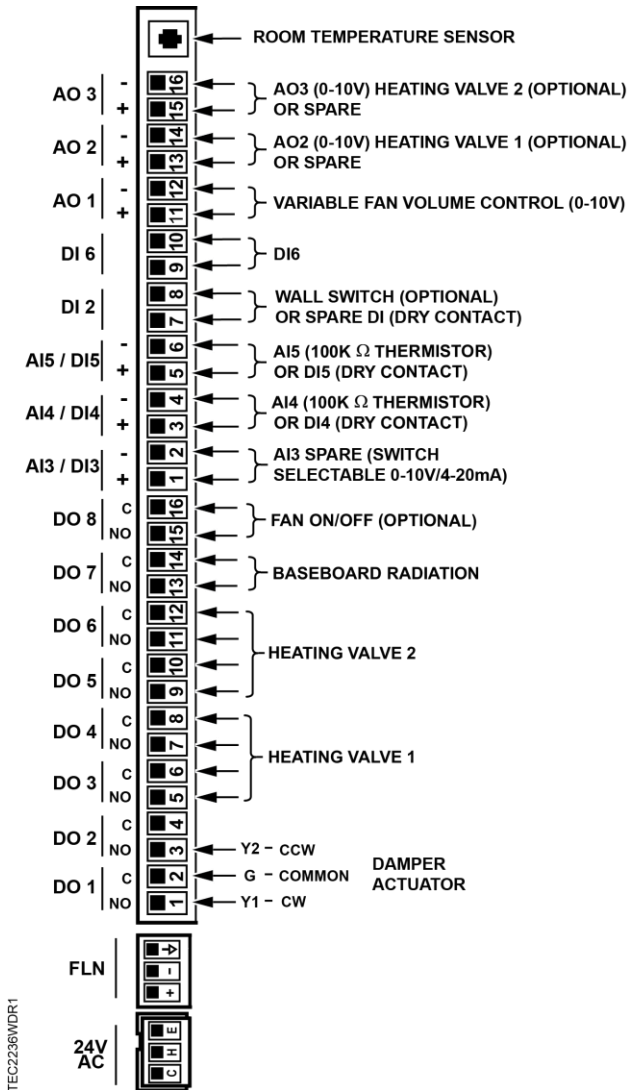 ROOM TEMPERATURE SENSOR
AO 3 - 16 AO3 (0-10V) HEATING VALVE 2 (OPTIONAL)
+ 15 OR SPARE
AO 2 - 14 AO2 (0-10V) HEATING VALVE 1 (OPTIONAL)
+ 13 OR SPARE
AO 1 - 12 VARIABLE FAN VOLUME CONTROL (0-10V)
+ 11
DI 6 10 DI6
9
DI 2 8 WALL SWITCH (OPTIONAL)
7 OR SPARE DI (DRY CONTACT)
AI5 / DI5 - 6 AI5 (100K Ω THERMISTOR)
+ 5 OR DI5 (DRY CONTACT)
AI4 / DI4 - 4 AI4 (100K Ω THERMISTOR)
+ 3 OR DI4 (DRY CONTACT)
AI3 / DI3 - 2 AI3 SPARE (SWITCH
+ 1 SELECTABLE 0-10V/4-20mA)
DO 8 C 16 FAN ON/OFF (OPTIONAL)
NO 15
DO 7 C 14 BASEBOARD RADIATION
NO 13
DO 6 C 12
NO 11 HEATING VALVE 2
DO 5 C 10
NO 9
DO 4 C 8
NO 7 HEATING VALVE 1
DO 3 C 6
NO 5
DO 2 C 4
NO 3 Y2 - CCW
DO 1 C 2 G - COMMON DAMPER
NO 1 Y1 - CW ACTUATOR
FLN -
+
24V E
AC H
C
TEC2236WDR1